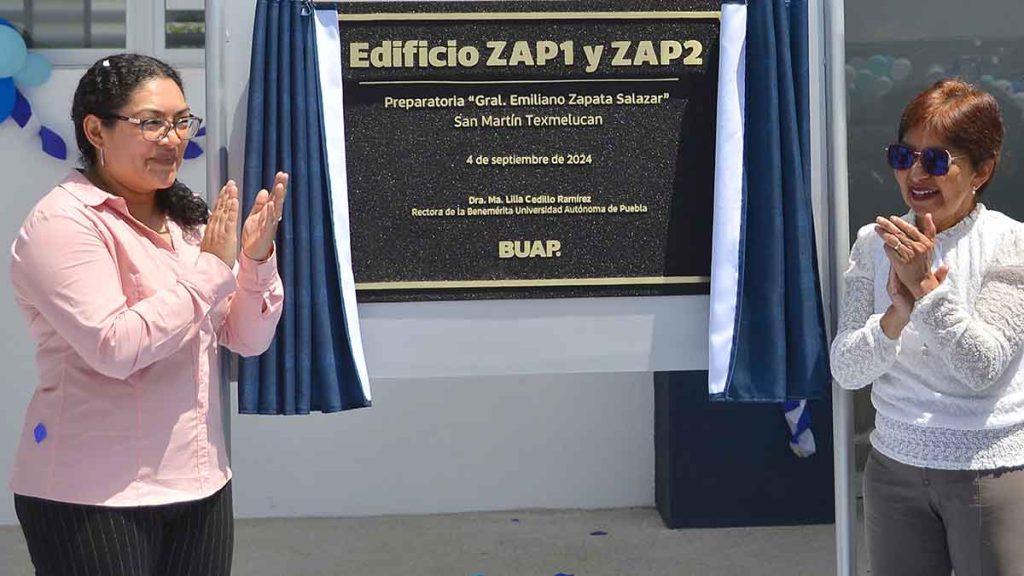 Edificio ZAP1 y ZAP2
Preparatoria “Gral. Emiliano Zapata Salazar”
San Martín Texmelucan
4 de septiembre de 2024
Dra. Ma. Lilia Cedillo Ramírez
Rectora de la Benemérita Universidad Autónoma de Puebla
BUAP.